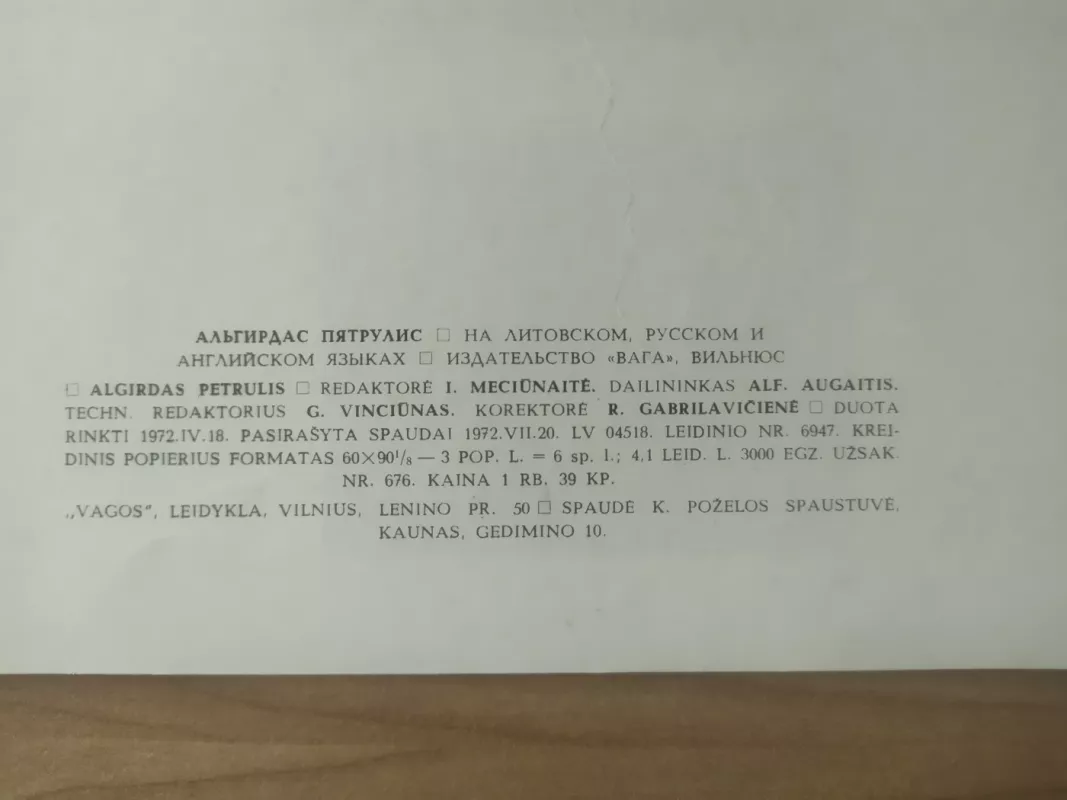 АЛЬГИРДАС ПЯТРУЛИС □ НА ЛИТОВСКОМ, РУССКОМ И
АНГЛИЙСКОМ ЯЗЫКАХ □ ИЗДАТЕЛЬСТВО «ВАГА», ВИЛЬНЮС
□ ALGIRDAS PETRULIS □ REDAKTORĖ I. MECIŪNAITĖ. DAILININKAS ALF. AUGAITIS.
TECHN. REDAKTORIUS G. VINCIŪNAS. KOREKTORĖ R. GABRILAVIČIENĖ □ DUOTA
RINKTI 1972.IV.18. PASIRAŠYTA SPAUDAI 1972.VII.20. LV 04518. LEIDINIO NR. 6947. KREI-
DINIS POPIERIUS FORMATAS 60×90¹/₈ — 3 POP. L. = 6 sp. l.; 4,1 LEID. L. 3000 EGZ. UŽSAK.
NR. 676. KAINA 1 RB. 39 KP.
„VAGOS", LEIDYKLA, VILNIUS, LENINO PR. 50 □ SPAUDĖ K. POŽELOS SPAUSTUVĖ,
KAUNAS, GEDIMINO 10.